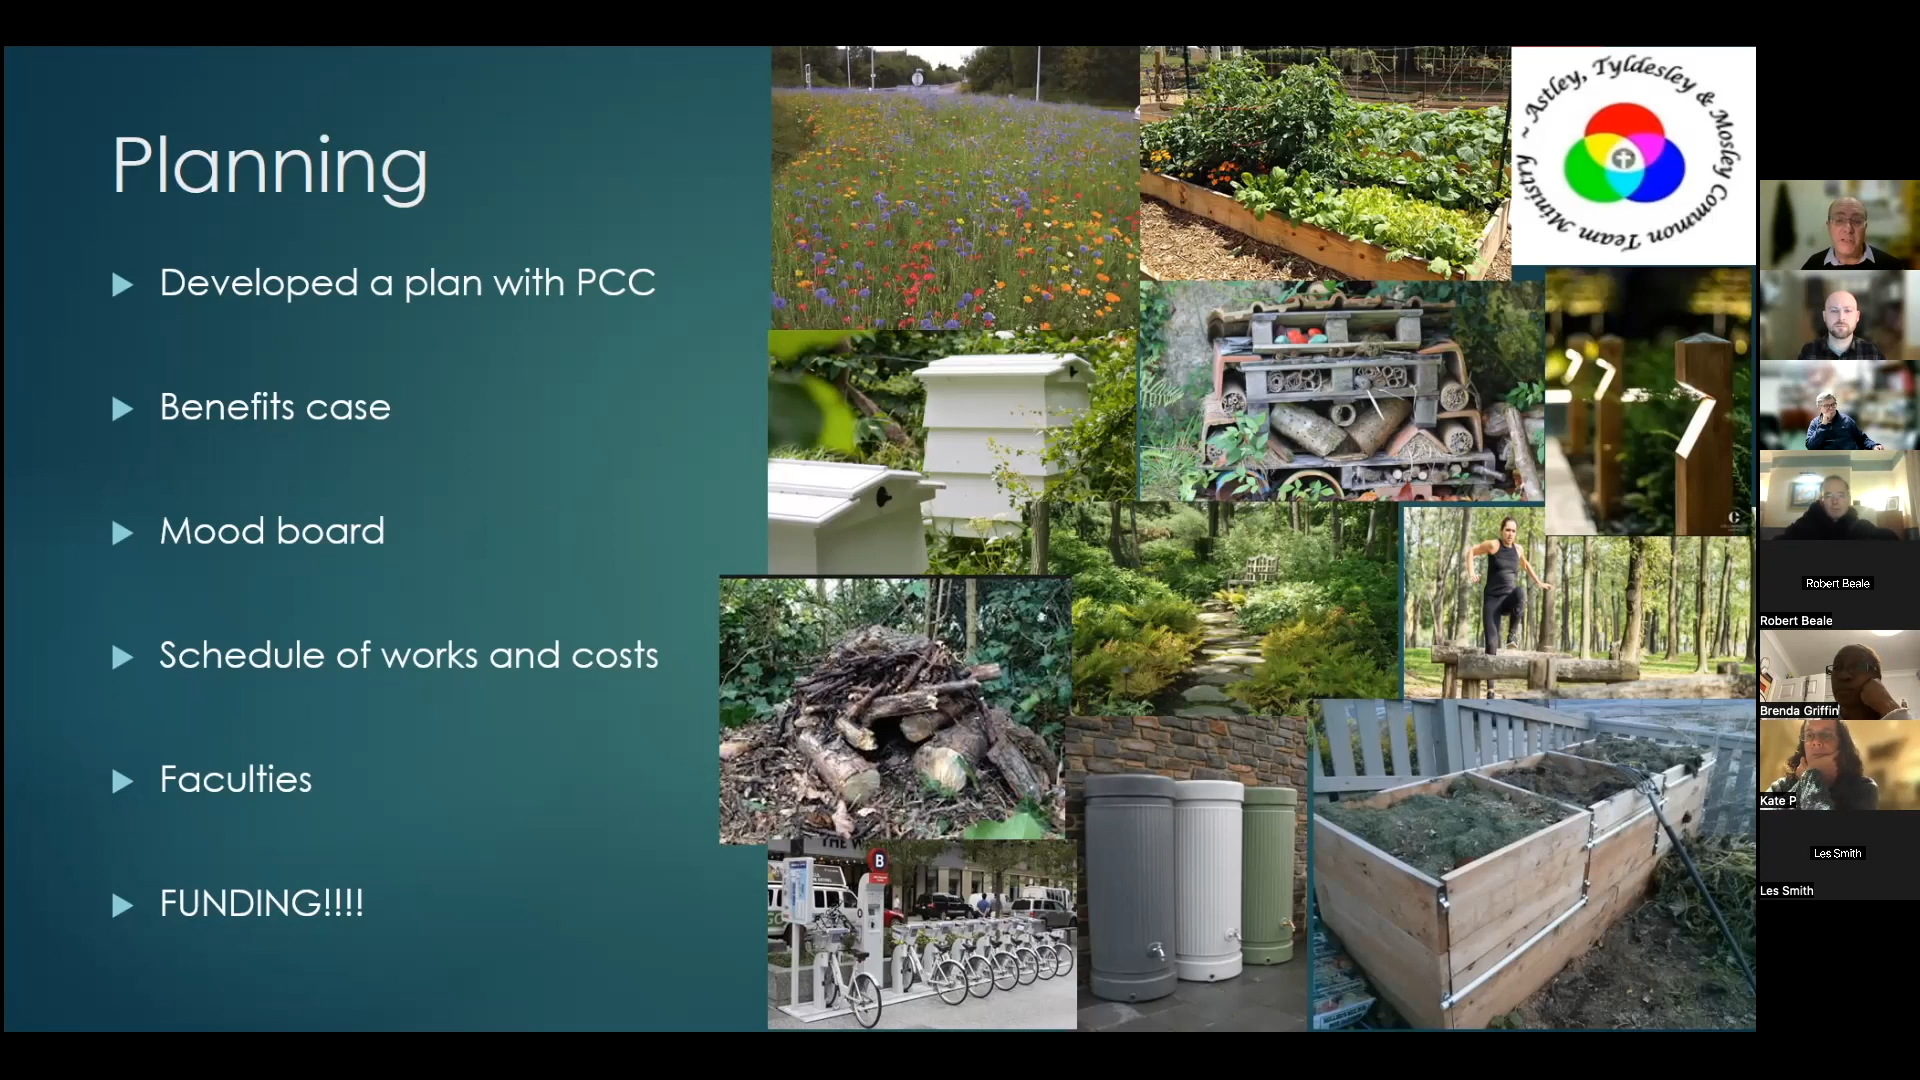 Planning
Developed a plan with PCC
Benefits case
Mood board
Schedule of works and costs
Faculties
FUNDING!!!!
~ Astley, Tyldesley & Mosley Common Team Ministry
THE W
B
Robert Beale
Robert Beale
Brenda Griffin
Kate P
Les Smith
Les Smith